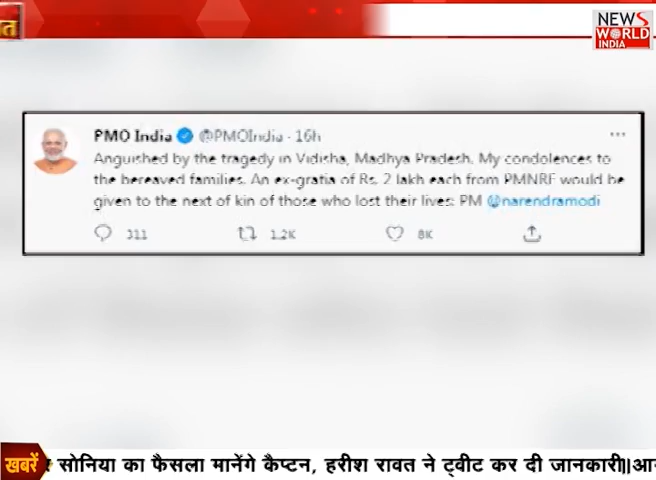 त
NEWS
WORLD
INDIA
PMO India @PMOIndia · 16h
Anguished by the tragedy in Vidisha, Madhya Pradesh. My condolences to
the bereaved families. An ex-gratia of Rs. 2 lakh each from PMNRF would be
given to the next of kin of those who lost their lives: PM @narendramodi
311 1.2K 8K
खबरें सोनिया का फैसला मानेंगे कैप्टन, हरीश रावत ने ट्वीट कर दी जानकारी||आ